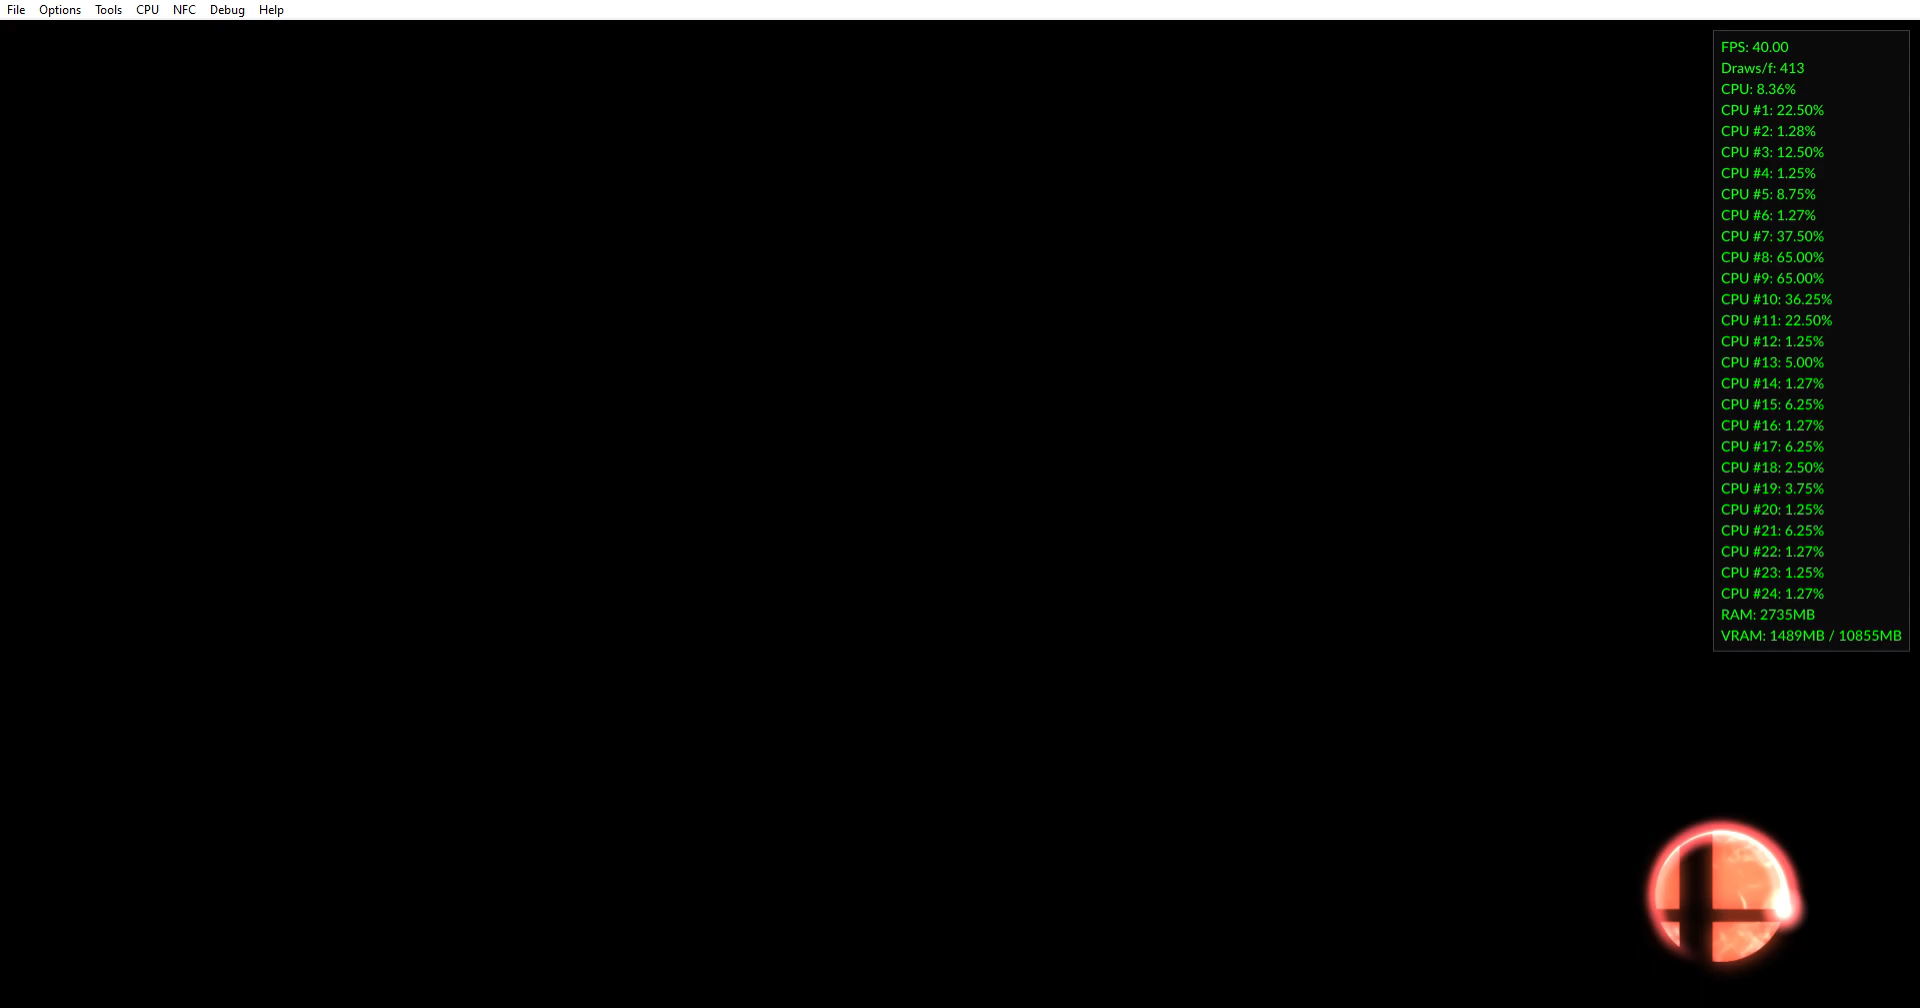 File Options Tools CPU NFC Debug Help
FPS: 40.00
Draws/f: 413
CPU: 8.36%
CPU #1: 22.50%
CPU #2: 1.28%
CPU #3: 12.50%
CPU #4: 1.25%
CPU #5: 8.75%
CPU #6: 1.27%
CPU #7: 37.50%
CPU #8: 65.00%
CPU #9: 65.00%
CPU #10: 36.25%
CPU #11: 22.50%
CPU #12: 1.25%
CPU #13: 5.00%
CPU #14: 1.27%
CPU #15: 6.25%
CPU #16: 1.27%
CPU #17: 6.25%
CPU #18: 2.50%
CPU #19: 3.75%
CPU #20: 1.25%
CPU #21: 6.25%
CPU #22: 1.27%
CPU #23: 1.25%
CPU #24: 1.27%
RAM: 2735MB
VRAM: 1489MB / 10855MB